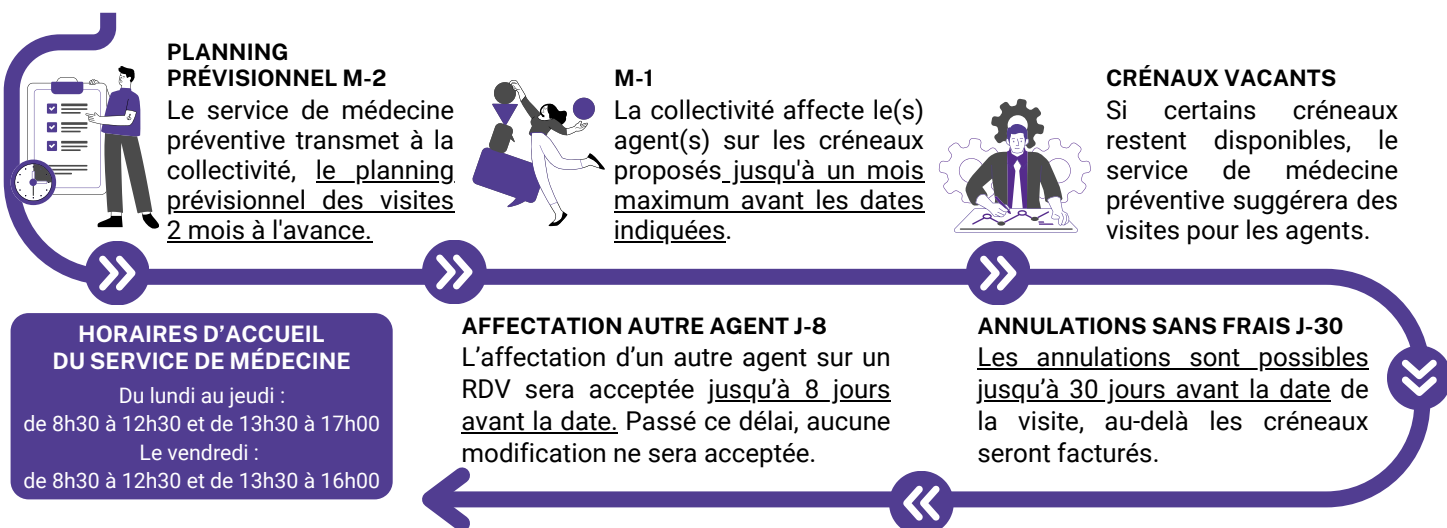 PLANNING
PRÉVISIONNEL M-2
Le service de médecine
préventive transmet à la
collectivité, le planning
prévisionnel des visites
2 mois à l'avance.
M-1
La collectivité affecte le(s)
agent(s) sur les créneaux
proposés jusqu'à un mois
maximum avant les dates
indiquées.
CRÉNAUX VACANTS
Si certains créneaux
restent disponibles, le
service de médecine
préventive suggérera des
visites pour les agents.
ANNULATIONS SANS FRAIS J-30
Les annulations sont possibles
jusqu'à 30 jours avant la date de
la visite, au-delà les créneaux
seront facturés.
AFFECTATION AUTRE AGENT J-8
L'affectation d'un autre agent sur un
RDV sera acceptée jusqu'à 8 jours
avant la date. Passé ce délai, aucune
modification ne sera acceptée.
HORAIRES D'ACCUEIL
DU SERVICE DE MÉDECINE
Du lundi au jeudi :
de 8h30 à 12h30 et de 13h30 à 17h00
Le vendredi :
de 8h30 à 12h30 et de 13h30 à 16h00